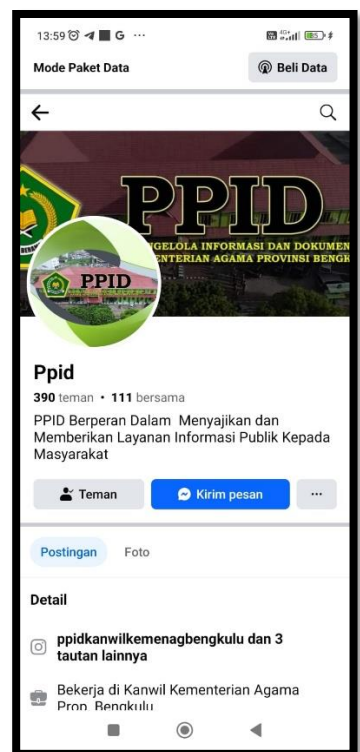 13:59 G ...
Mode Paket Data
Beli Data
PPID
GELOLA INFORMASI DAN DOKUMEN
ENTERIAN AGAMA PROVINSI BENGK
PPID
Ppid
390 teman • 111 bersama
PPID Berperan Dalam Menyajikan dan
Memberikan Layanan Informasi Publik Kepada
Masyarakat
Teman
Kirim pesan
...
Postingan Foto
Detail
ppidkanwilkemenagbengkulu dan 3
tautan lainnya
Bekerja di Kanwil Kementerian Agama
Prop. Bengkulu